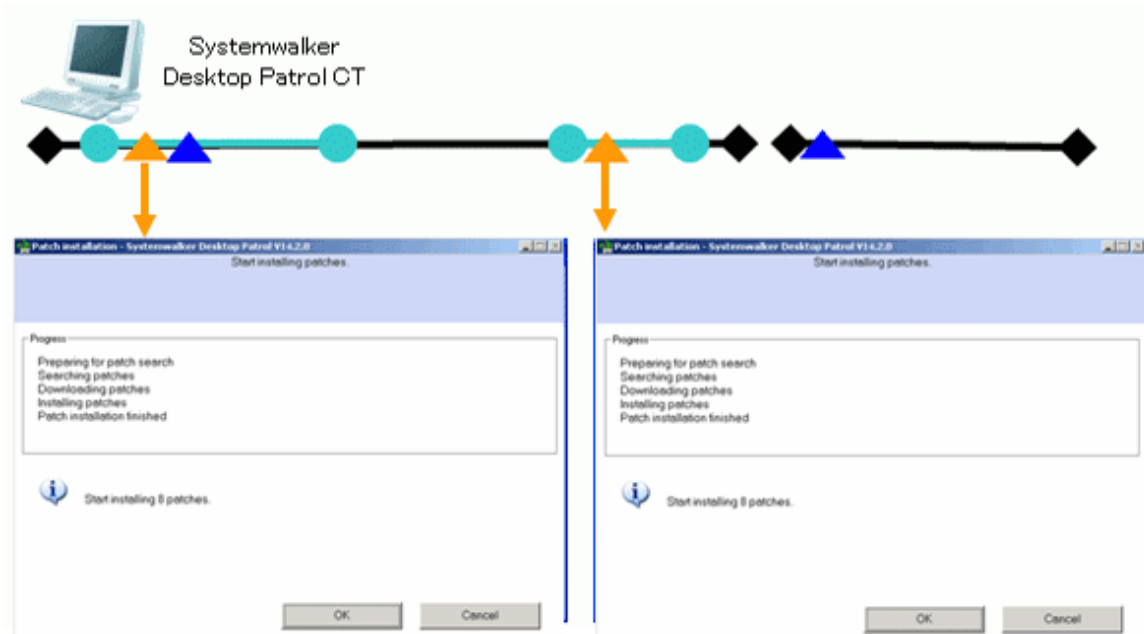 Systemwalker
Desktop Patrol CT
Patch installation - Systemwalker Desktop Patrol V14.2.0
Start installing patches.
Progress
Preparing for patch search
Searching patches
Downloading patches
Installing patches
Patch installation finished
Start installing 8 patches.
OK
Cancel
Patch installation - Systemwalker Desktop Patrol V14.2.0
Start installing patches.
Progress
Preparing for patch search
Searching patches
Downloading patches
Installing patches
Patch installation finished
Start installing 8 patches.
OK
Cancel